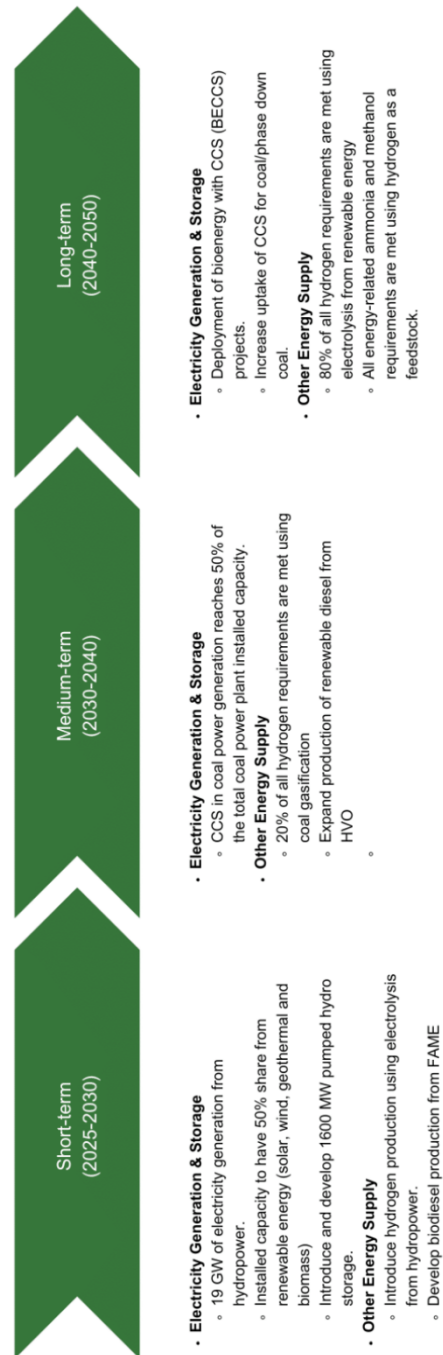 Short-term
(2025-2030)
• Electricity Generation & Storage
◦ 19 GW of electricity generation from
hydropower.
◦ Installed capacity to have 50% share from
renewable energy (solar, wind, geothermal and
biomass)
◦ Introduce and develop 1600 MW pumped hydro
storage.
• Other Energy Supply
◦ Introduce hydrogen production using electrolysis
from hydropower.
◦ Develop biodiesel production from FAME
Medium-term
(2030-2040)
• Electricity Generation & Storage
◦ CCS in coal power generation reaches 50% of
the total coal power plant installed capacity.
• Other Energy Supply
◦ 20% of all hydrogen requirements are met using
coal gasification
◦ Expand production of renewable diesel from
HVO
◦
Long-term
(2040-2050)
• Electricity Generation & Storage
◦ Deployment of bioenergy with CCS (BECCS)
projects.
◦ Increase uptake of CCS for coal/phase down
coal.
• Other Energy Supply
◦ 80% of all hydrogen requirements are met using
electrolysis from renewable energy
◦ All energy-related ammonia and methanol
requirements are met using hydrogen as a
feedstock.